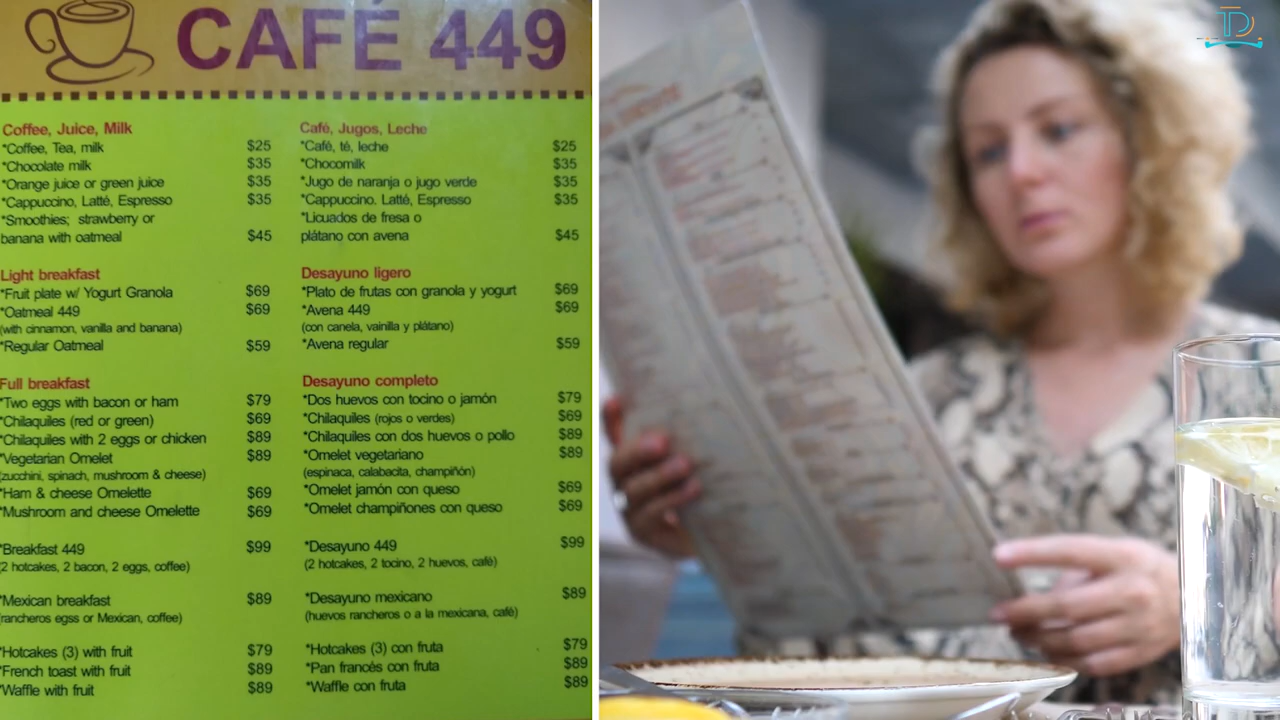 CAFÉ 449
Coffee, Juice, Milk
*Coffee, Tea, milk $25
*Chocolate milk $35
*Orange juice or green juice $35
*Cappuccino, Latté, Espresso $35
*Smoothies; strawberry or
banana with oatmeal $45
Light breakfast
*Fruit plate w/ Yogurt Granola $69
*Oatmeal 449 $69
(with cinnamon, vanilla and banana)
*Regular Oatmeal $59
Full breakfast
*Two eggs with bacon or ham $79
*Chilaquiles (red or green) $69
*Chilaquiles with 2 eggs or chicken $89
*Vegetarian Omelet $89
(zucchini, spinach, mushroom & cheese)
*Ham & cheese Omelette $69
*Mushroom and cheese Omelette $69
*Breakfast 449 $99
(2 hotcakes, 2 bacon, 2 eggs, coffee)
*Mexican breakfast $89
(rancheros egss or Mexican, coffee)
*Hotcakes (3) with fruit $79
*French toast with fruit $89
*Waffle with fruit $89
Café, Jugos, Leche
*Café, té, leche $25
*Chocomilk $35
*Jugo de naranja o jugo verde $35
*Cappuccino. Latté, Espresso $35
*Licuados de fresa o
plátano con avena $45
Desayuno ligero
*Plato de frutas con granola y yogurt $69
*Avena 449 $69
(con canela, vainilla y plátano)
*Avena regular $59
Desayuno completo
*Dos huevos con tocino o jamón $79
*Chilaquiles (rojos o verdes) $69
*Chilaquiles con dos huevos o pollo $89
*Omelet vegetariano $89
(espinaca, calabacita, champiñón)
*Omelet jamón con queso $69
*Omelet champiñones con queso $69
*Desayuno 449 $99
(2 hotcakes, 2 tocino, 2 huevos, café)
*Desayuno mexicano $89
(huevos rancheros o a la mexicana, café)
*Hotcakes (3) con fruta $79
*Pan francés con fruta $89
*Waffle con fruta $89